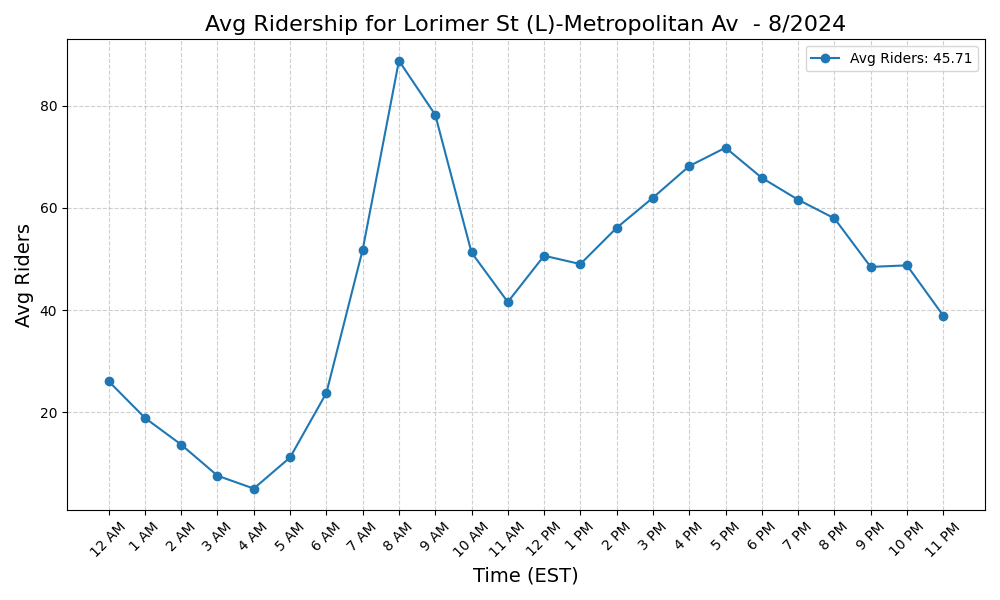 Avg Ridership for Lorimer St (L)-Metropolitan Av  - 8/2024
Avg Riders: 45.71
Avg Riders
80
60
40
20
12 AM
1 AM
2 AM
3 AM
4 AM
5 AM
6 AM
7 AM
8 AM
9 AM
10 AM
11 AM
12 PM
1 PM
2 PM
3 PM
4 PM
5 PM
6 PM
7 PM
8 PM
9 PM
10 PM
11 PM
Time (EST)